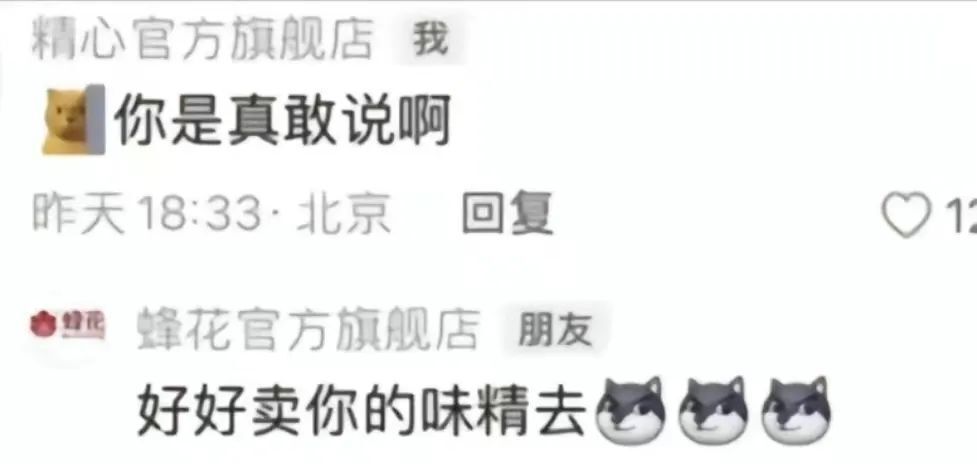 精心官方旗舰店 我
你是真敢说啊
昨天 18:33 · 北京 回复 12
蜂花 蜂花官方旗舰店 朋友
好好卖你的味精去